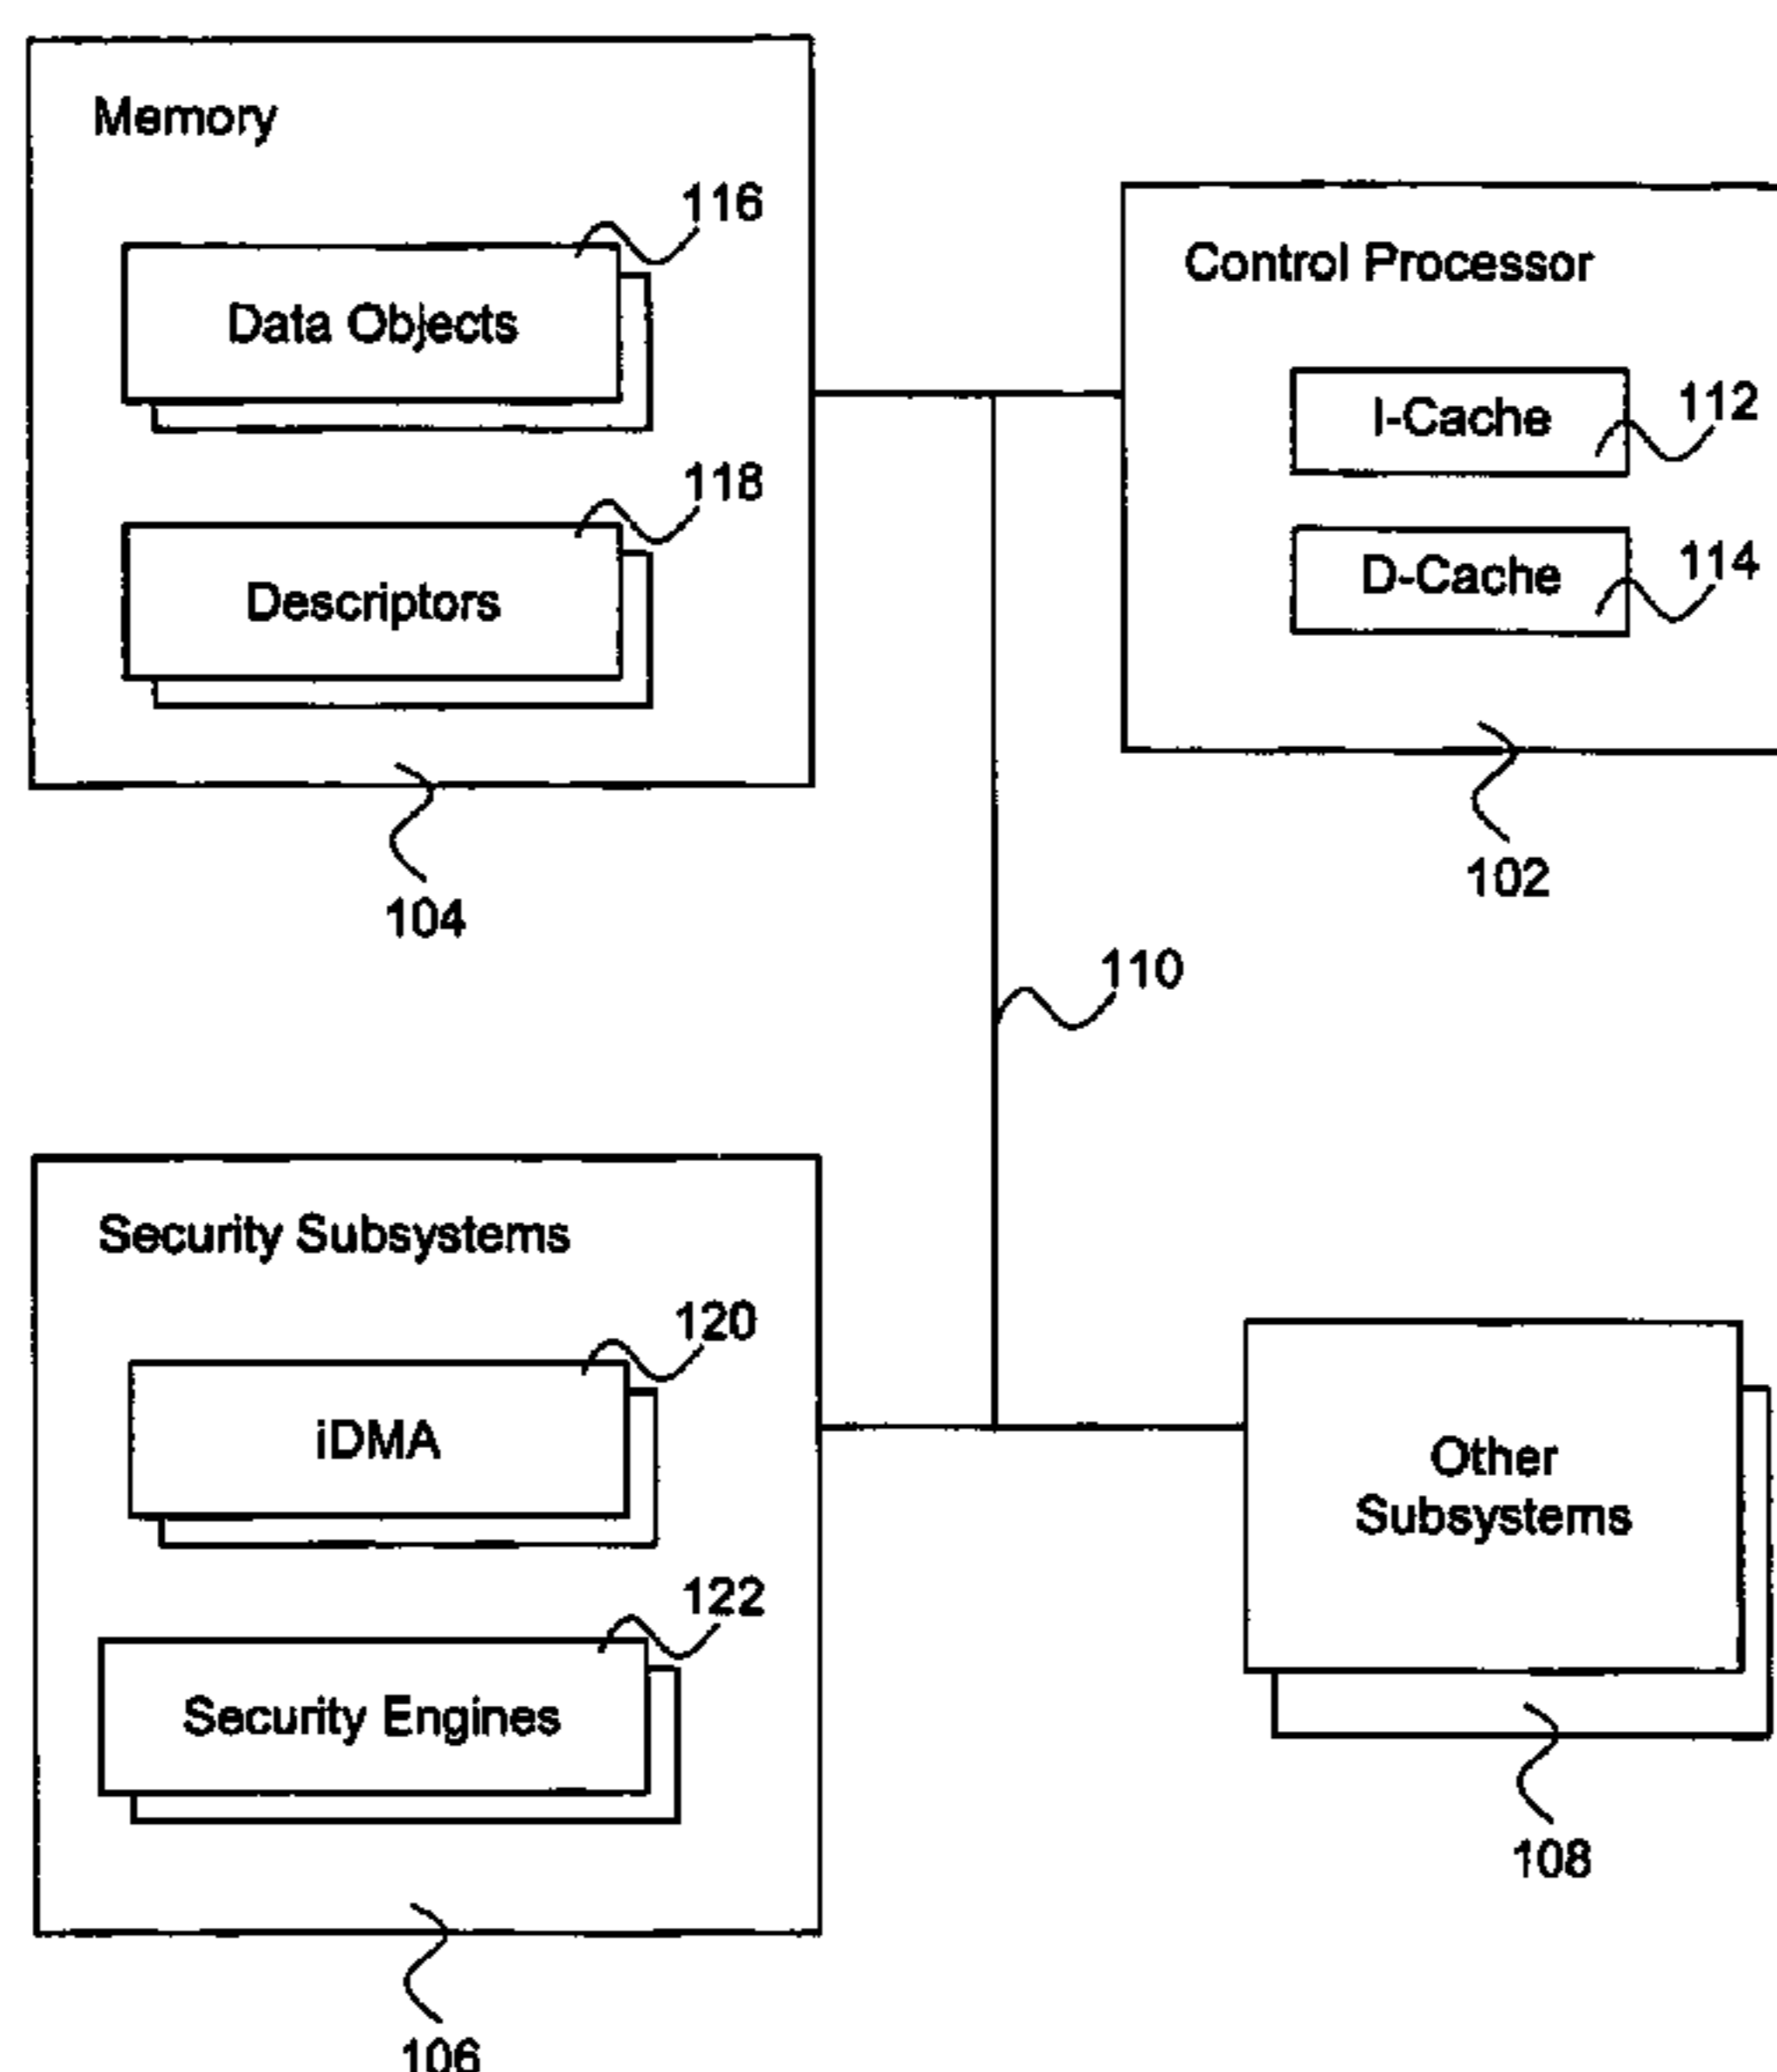 Memory
116
Data Objects
118
Descriptors
104
Control Processor
I-Cache
112
D-Cache
114
102
110
Security Subsystems
120
iDMA
122
Security Engines
106
Other
Subsystems
108